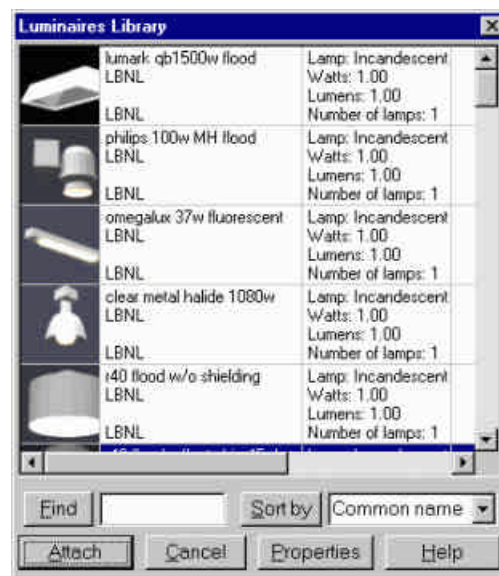 Luminaires Library
lumark qb1500w flood
LBNL
LBNL
Lamp: Incandescent
Watts: 1.00
Lumens: 1.00
Number of lamps: 1
philips 100w MH flood
LBNL
LBNL
Lamp: Incandescent
Watts: 1.00
Lumens: 1.00
Number of lamps: 1
omegalux 37w fluorescent
LBNL
LBNL
Lamp: Incandescent
Watts: 1.00
Lumens: 1.00
Number of lamps: 1
clear metal halide 1080w
LBNL
LBNL
Lamp: Incandescent
Watts: 1.00
Lumens: 1.00
Number of lamps: 1
r40 flood w/o shielding
LBNL
LBNL
Lamp: Incandescent
Watts: 1.00
Lumens: 1.00
Number of lamps: 1
Find
Sort by
Common name
Attach
Cancel
Properties
Help